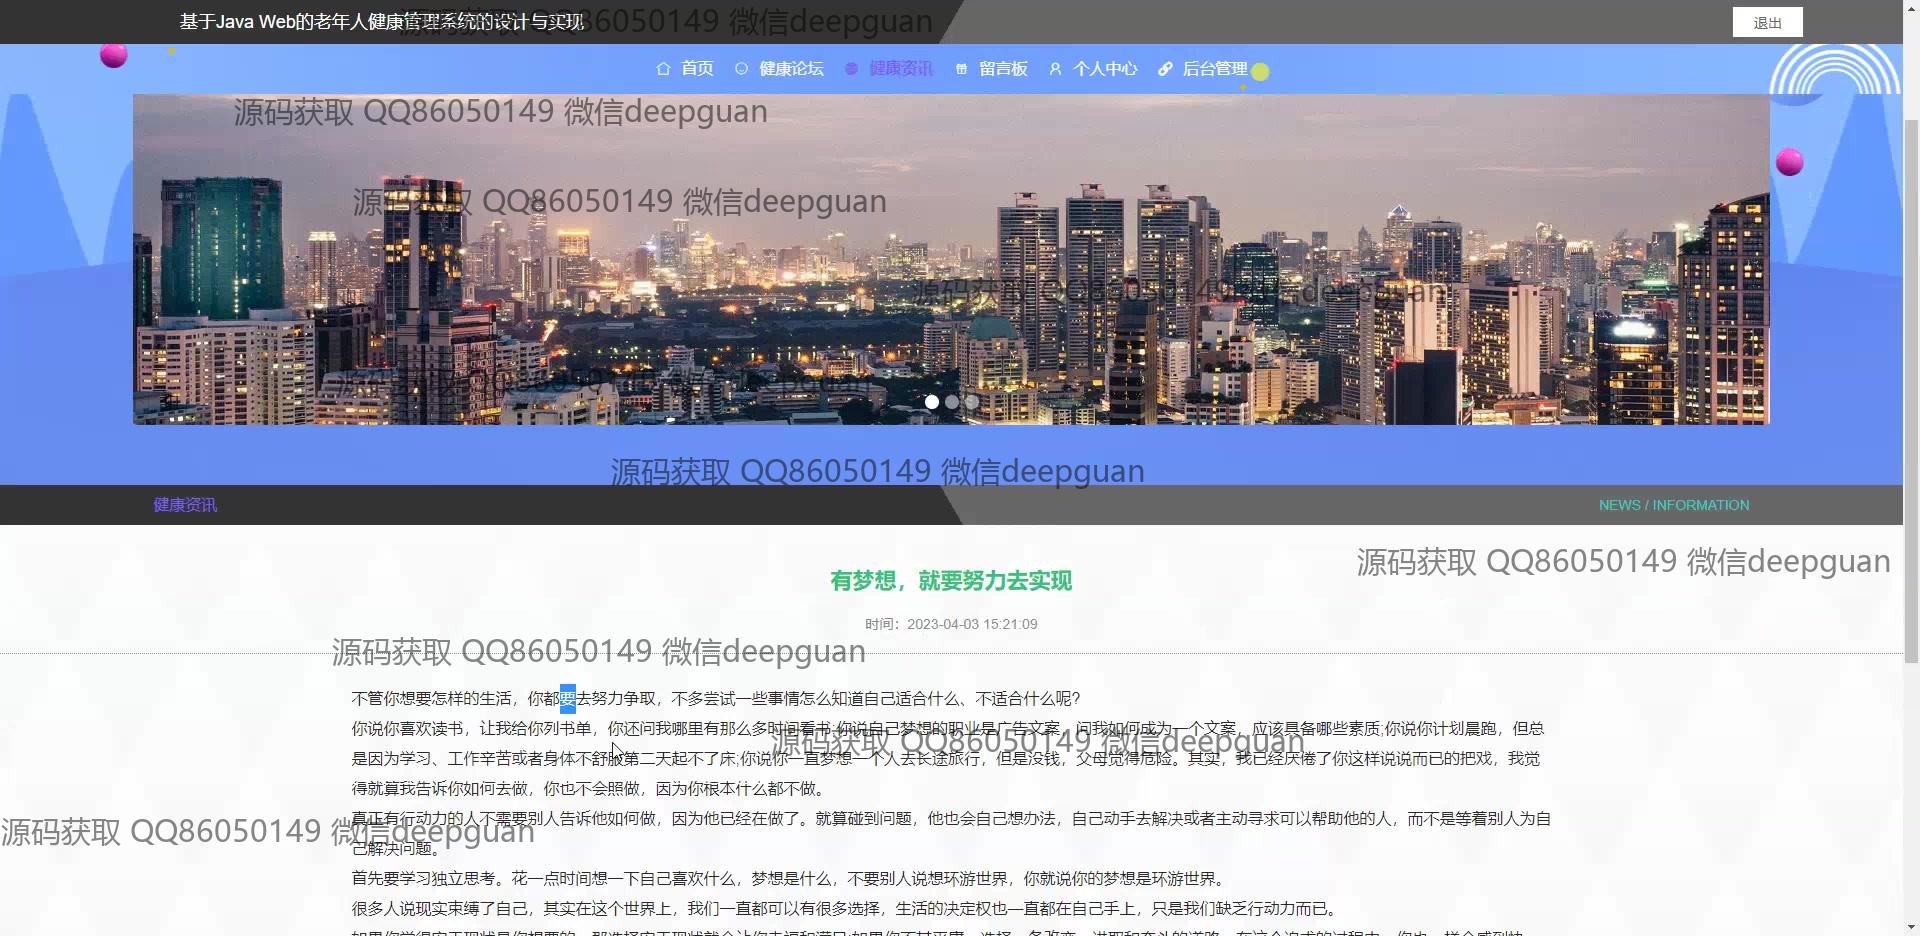 基于Java Web的老年人健康管理系统的设计与实现
源码获取 QQ86050149 微信deepguan
退出
首页 健康论坛 健康资讯 留言板 个人中心 后台管理
源码获取 QQ86050149 微信deepguan
源码获取 QQ86050149 微信deepguan
源码获取 QQ86050149 微信deepguan
源码获取 QQ86050149 微信deepguan
源码获取 QQ86050149 微信deepguan
健康资讯
NEWS / INFORMATION
源码获取 QQ86050149 微信deepguan
有梦想，就要努力去实现
时间：2023-04-03 15:21:09
源码获取 QQ86050149 微信deepguan
不管你想要怎样的生活，你都要去努力争取，不多尝试一些事情怎么知道自己适合什么、不适合什么呢?
你说你喜欢读书，让我给你列书单，你还问我哪里有那么多时间看书;你说自己梦想的职业是广告文案，问我如何成为一个文案，应该具备哪些素质;你说你计划晨跑，但总
源码获取 QQ86050149 微信deepguan
是因为学习、工作辛苦或者身体不舒服第二天起不了床;你说你一直梦想一个人去长途旅行，但是没钱，父母觉得危险。其实，我已经厌倦了你这样说说而已的把戏，我觉
得就算我告诉你如何去做，你也不会照做，因为你根本什么都不做。
真正有行动力的人不需要别人告诉他如何做，因为他已经在做了。就算碰到问题，他也会自己想办法，自己动手去解决或者主动寻求可以帮助他的人，而不是等着别人为自
源码获取 QQ86050149 微信deepguan
己解决问题。
首先要学习独立思考。花一点时间想一下自己喜欢什么，梦想是什么，不要别人说想环游世界，你就说你的梦想是环游世界。
很多人说现实束缚了自己，其实在这个世界上，我们一直都可以有很多选择，生活的决定权也—直都在自己手上，只是我们缺乏行动力而已。